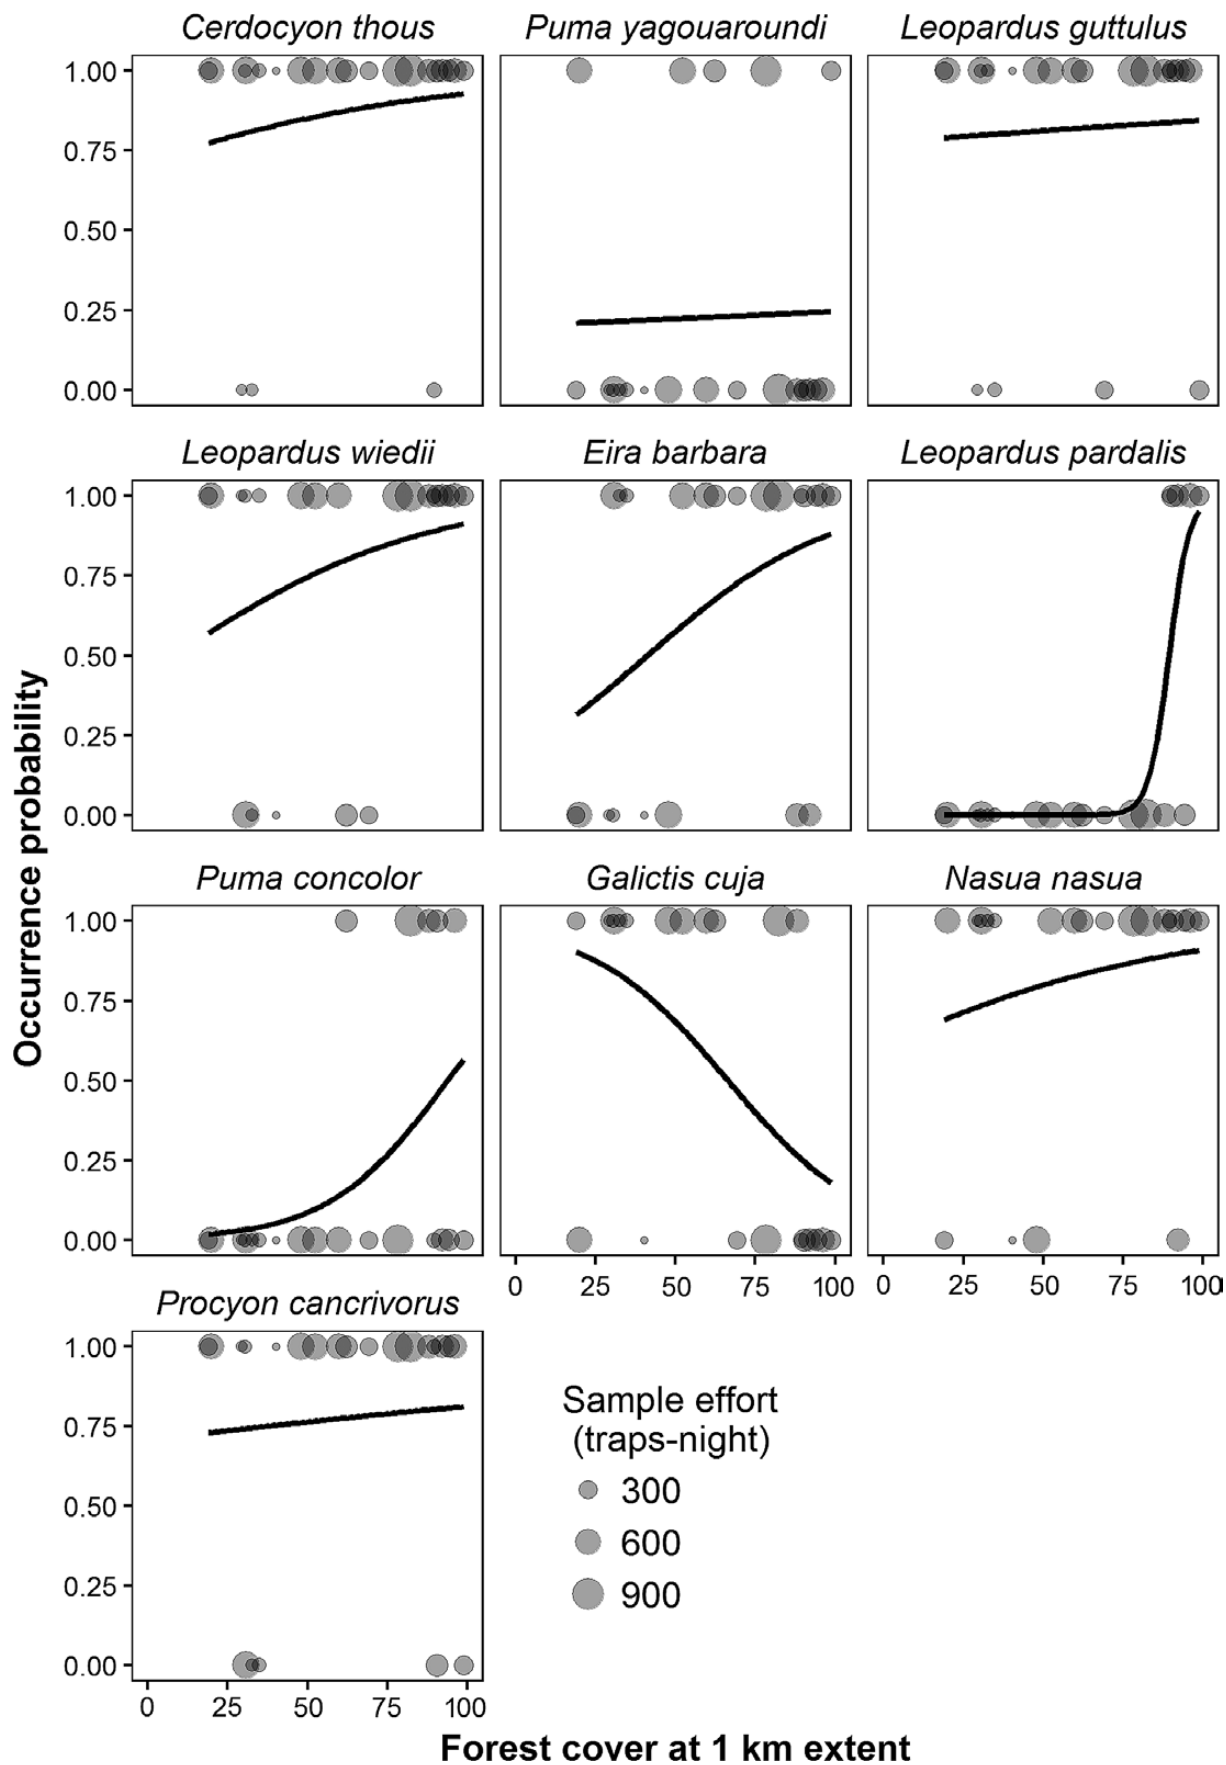 Cerdocyon thous
Puma yagouaroundi
Leopardus guttulus
1.00
0.75
0.50
0.25
0.00
Leopardus wiedii
Eira barbara
Leopardus pardalis
1.00
0.75
0.50
0.25
0.00
Occurrence probability
Puma concolor
Galictis cuja
Nasua nasua
1.00
0.75
0.50
0.25
0.00
0 25 50 75 100
0 25 50 75 100
Procyon cancrivorus
1.00
0.75
0.50
0.25
0.00
0 25 50 75 100
Sample effort
(traps-night)
300
600
900
Forest cover at 1 km extent